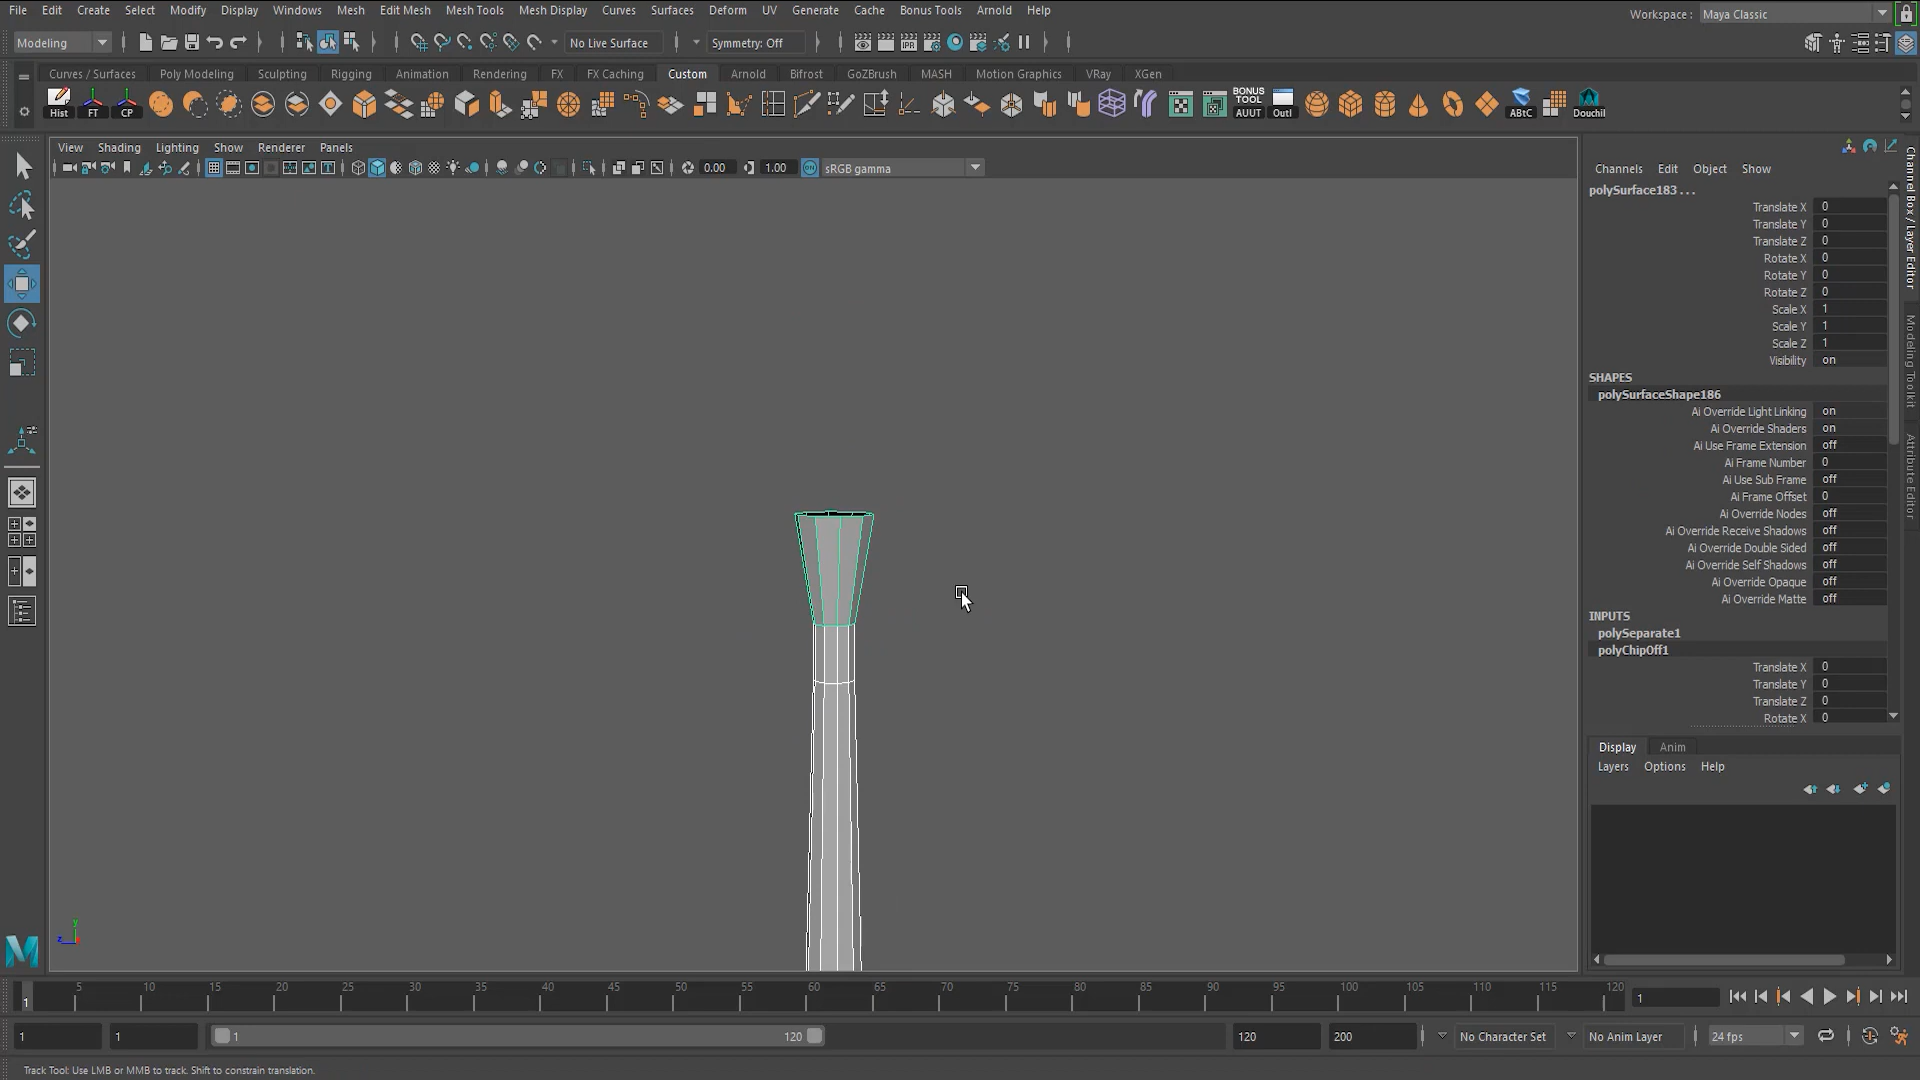 File Edit Create Select Modify Display Windows Mesh Edit Mesh Mesh Tools Mesh Display Curves Surfaces Deform UV Generate Cache Bonus Tools Arnold Help
Workspace : Maya Classic
Modeling No Live Surface Symmetry: Off
Curves / Surfaces Poly Modeling Sculpting Rigging Animation Rendering FX FX Caching Custom Arnold Bifrost GoZBrush MASH Motion Graphics VRay XGen
BONUS TOOL
Hist FT CP AUUT Outl ABtC Douchil
View Shading Lighting Show Renderer Panels
0.00 1.00 sRGB gamma
Channels Edit Object Show
polySurface183 . . .
Translate X 0
Translate Y 0
Translate Z 0
Rotate X 0
Rotate Y 0
Rotate Z 0
Scale X 1
Scale Y 1
Scale Z 1
Visibility on
SHAPES
polySurfaceShape186
Ai Override Light Linking on
Ai Override Shaders on
Ai Use Frame Extension off
Ai Frame Number 0
Ai Use Sub Frame off
Ai Frame Offset 0
Ai Override Nodes off
Ai Override Receive Shadows off
Ai Override Double Sided off
Ai Override Self Shadows off
Ai Override Opaque off
Ai Override Matte off
INPUTS
polySeparate1
polyChipOff1
Translate X 0
Translate Y 0
Translate Z 0
Rotate X 0
Channel Box / Layer Editor
Modeling Toolkit
Attribute Editor
Display Anim
Layers Options Help
y
z
1 5 10 15 20 25 30 35 40 45 50 55 60 65 70 75 80 85 90 95 100 105 110 115 120
1
1 1 1 120 120 200 No Character Set No Anim Layer 24 fps
Track Tool: Use LMB or MMB to track. Shift to constrain translation.